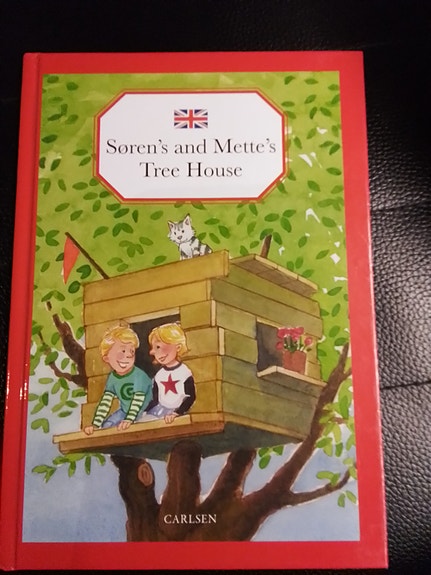 Søren's and Mette's
Tree House
CARLSEN